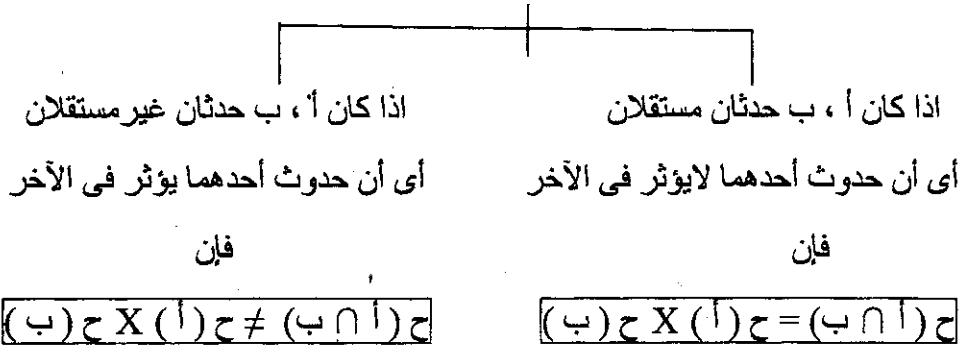 اذا كان أ ، ب حدثان مستقلان
أى أن حدوث أحدهما لايؤثر فى الآخر
فإن
ح ( أ ∩ ب) = ح ( أ ) X ح ( ب )
اذا كان أ ، ب حدثان غير مستقلان
أى أن حدوث أحدهما يؤثر فى الآخر
فإن
ح ( أ ∩ ب) ≠ ح ( أ ) X ح ( ب )